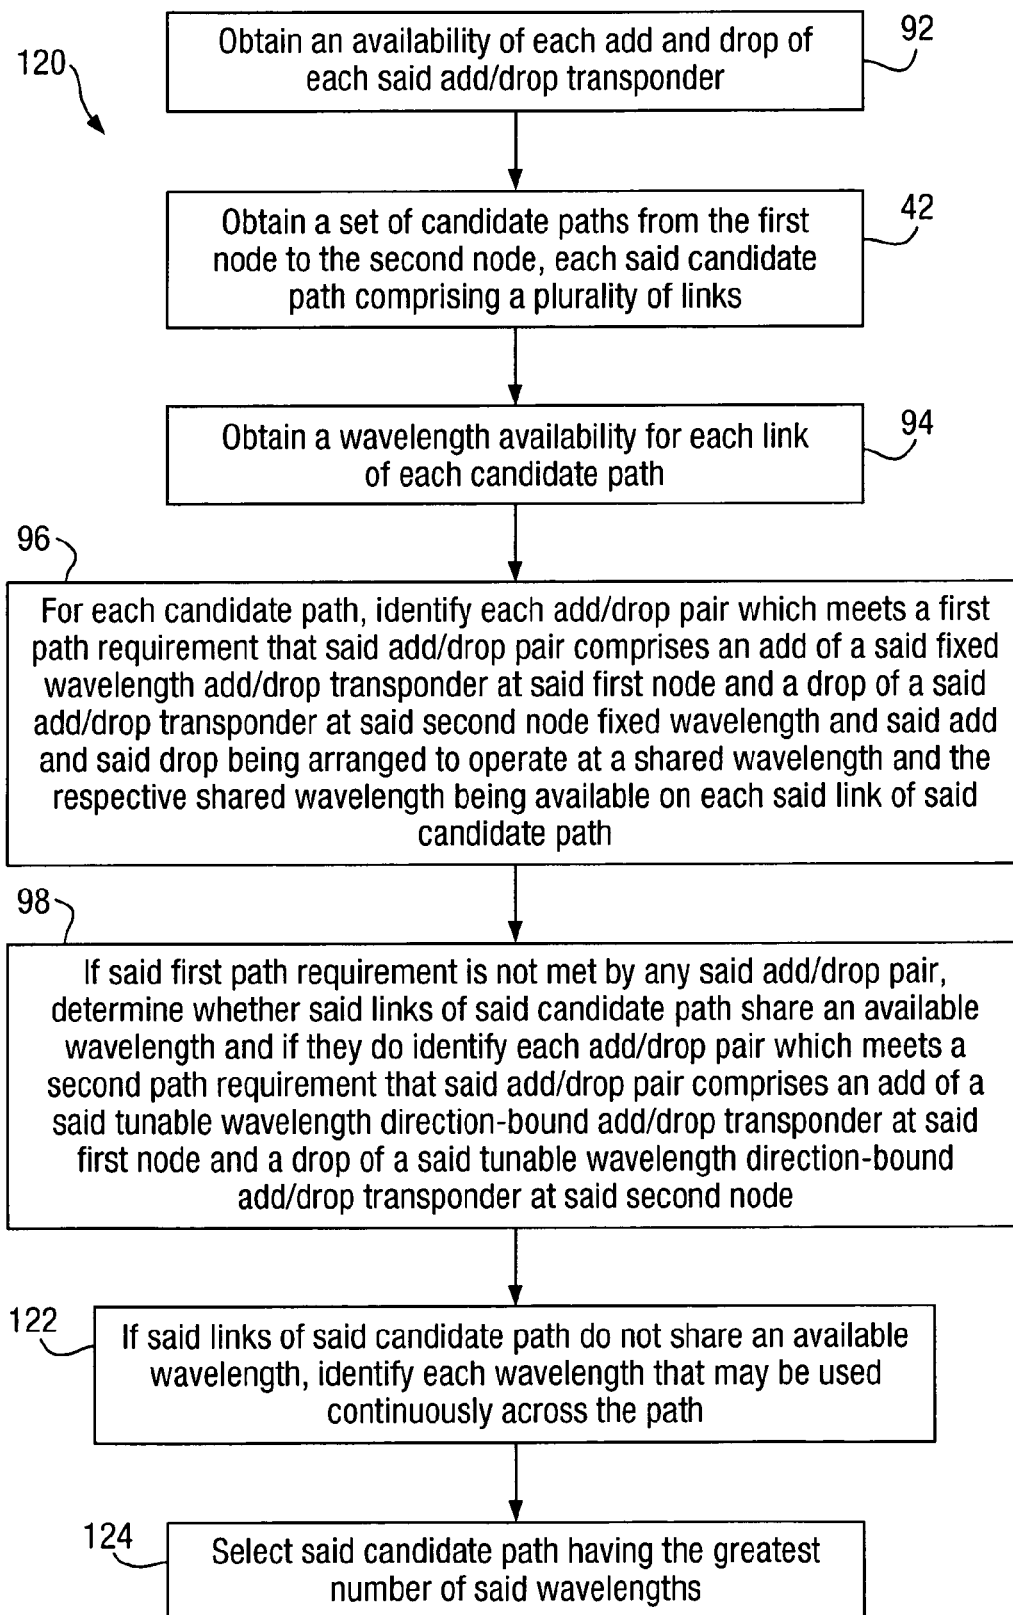 120
Obtain an availability of each add and drop of
each said add/drop transponder
92
Obtain a set of candidate paths from the first
node to the second node, each said candidate
path comprising a plurality of links
42
Obtain a wavelength availability for each link
of each candidate path
94
96
For each candidate path, identify each add/drop pair which meets a first
path requirement that said add/drop pair comprises an add of a said fixed
wavelength add/drop transponder at said first node and a drop of a said
add/drop transponder at said second node fixed wavelength and said add
and said drop being arranged to operate at a shared wavelength and the
respective shared wavelength being available on each said link of said
candidate path
98
If said first path requirement is not met by any said add/drop pair,
determine whether said links of said candidate path share an available
wavelength and if they do identify each add/drop pair which meets a
second path requirement that said add/drop pair comprises an add of a
said tunable wavelength direction-bound add/drop transponder at said
first node and a drop of a said tunable wavelength direction-bound
add/drop transponder at said second node
122
If said links of said candidate path do not share an available
wavelength, identify each wavelength that may be used
continuously across the path
124
Select said candidate path having the greatest
number of said wavelengths